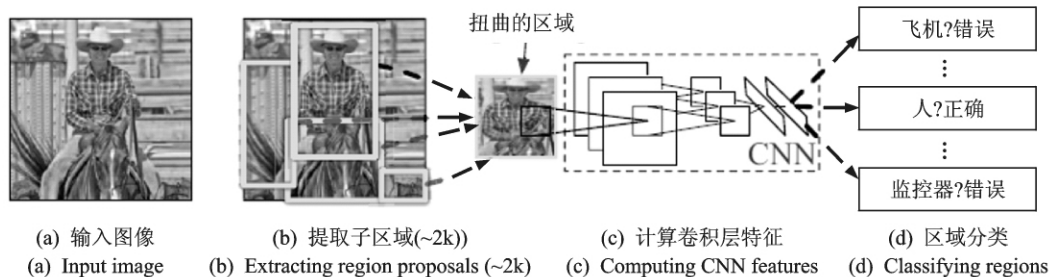 扭曲的区域
飞机?错误
⋮
人?正确
⋮
监控器?错误
CNN
(a) 输入图像
(b) 提取子区域(~2k))
(c) 计算卷积层特征
(d) 区域分类
(a) Input image
(b) Extracting region proposals (~2k)
(c) Computing CNN features
(d) Classifying regions